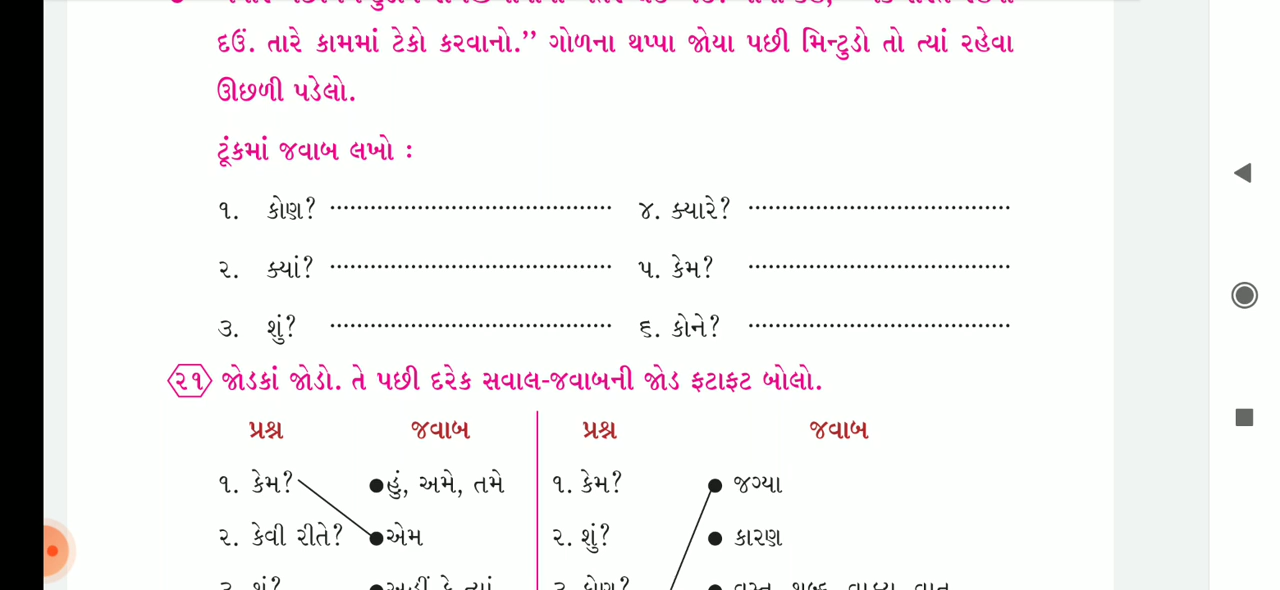 દઉં. તારે કામમાં ટેકો કરવાનો.” ગોળના થપ્પા જોયા પછી મિન્ટુડો તો ત્યાં રહેવા
ઊછળી પડેલો.
ટૂંકમાં જવાબ લખો :
૧. કોણ? ........................................... ૪. ક્યારે? ........................................
૨. ક્યાં? ........................................... ૫. કેમ? ........................................
૩. શું? ........................................... ૬. કોને? ........................................
૨૧ જોડકાં જોડો. તે પછી દરેક સવાલ-જવાબની જોડ ફટાફટ બોલો.
પ્રશ્ન જવાબ પ્રશ્ન જવાબ
૧. કેમ? ●હું, અમે, તમે ૧. કેમ? ● જગ્યા
૨. કેવી રીતે? ●એમ ૨. શું? ● કારણ